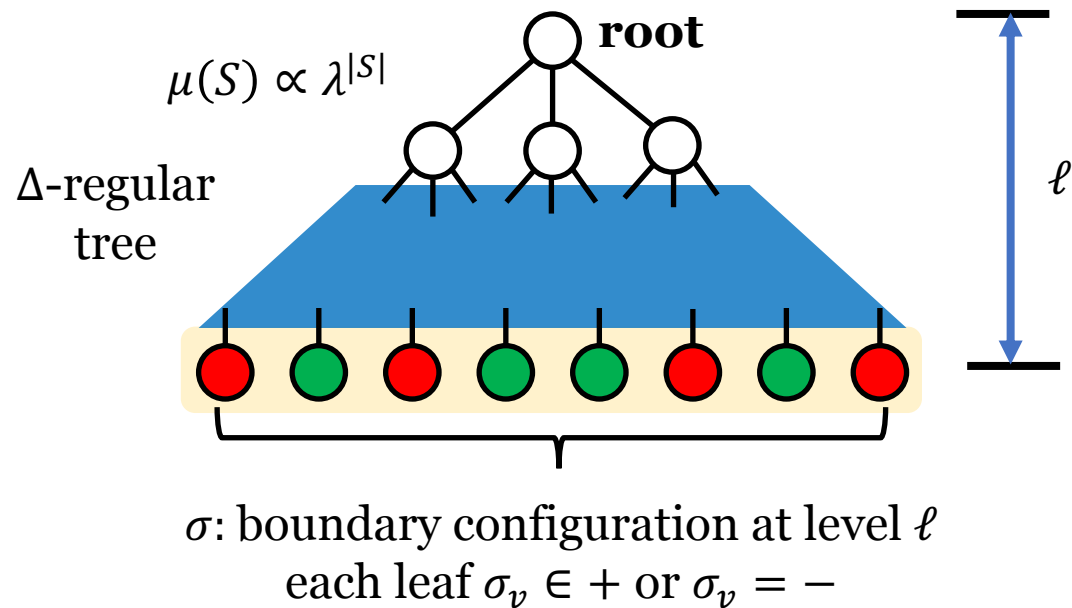 root
μ(S) ∝ λ^{|S|}
Δ-regular
tree
ℓ
σ: boundary configuration at level ℓ
each leaf σ_v ∈ + or σ_v = −